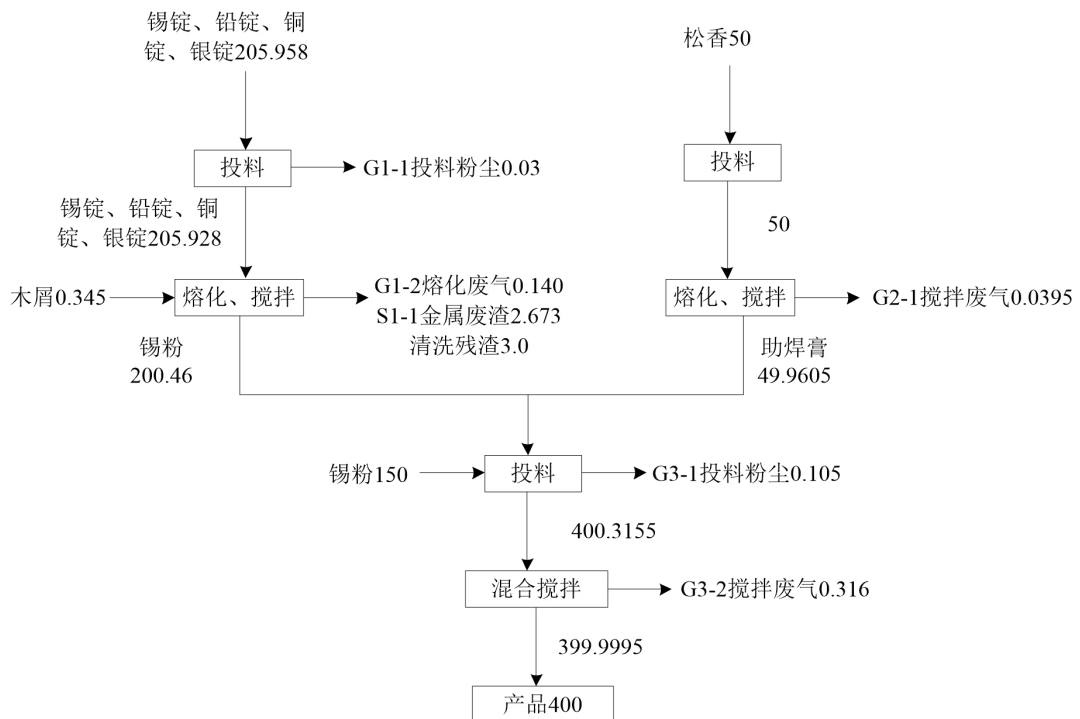 锡锭、铅锭、铜
锭、银锭205.958
松香50
投料
G1-1投料粉尘0.03
投料
锡锭、铅锭、铜
锭、银锭205.928
50
木屑0.345
熔化、搅拌
G1-2熔化废气0.140
S1-1金属废渣2.673
清洗残渣3.0
熔化、搅拌
G2-1搅拌废气0.0395
锡粉
200.46
助焊膏
49.9605
锡粉150
投料
G3-1投料粉尘0.105
400.3155
混合搅拌
G3-2搅拌废气0.316
399.9995
产品400